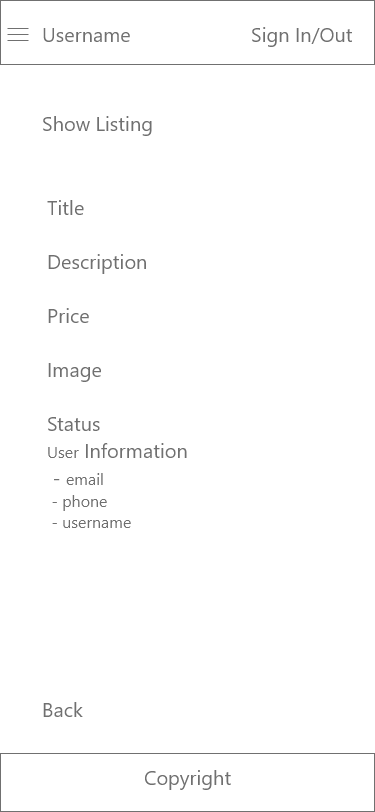 Username Sign In/Out
Show Listing
Title
Description
Price
Image
Status
User Information
- email
- phone
- username
Back
Copyright